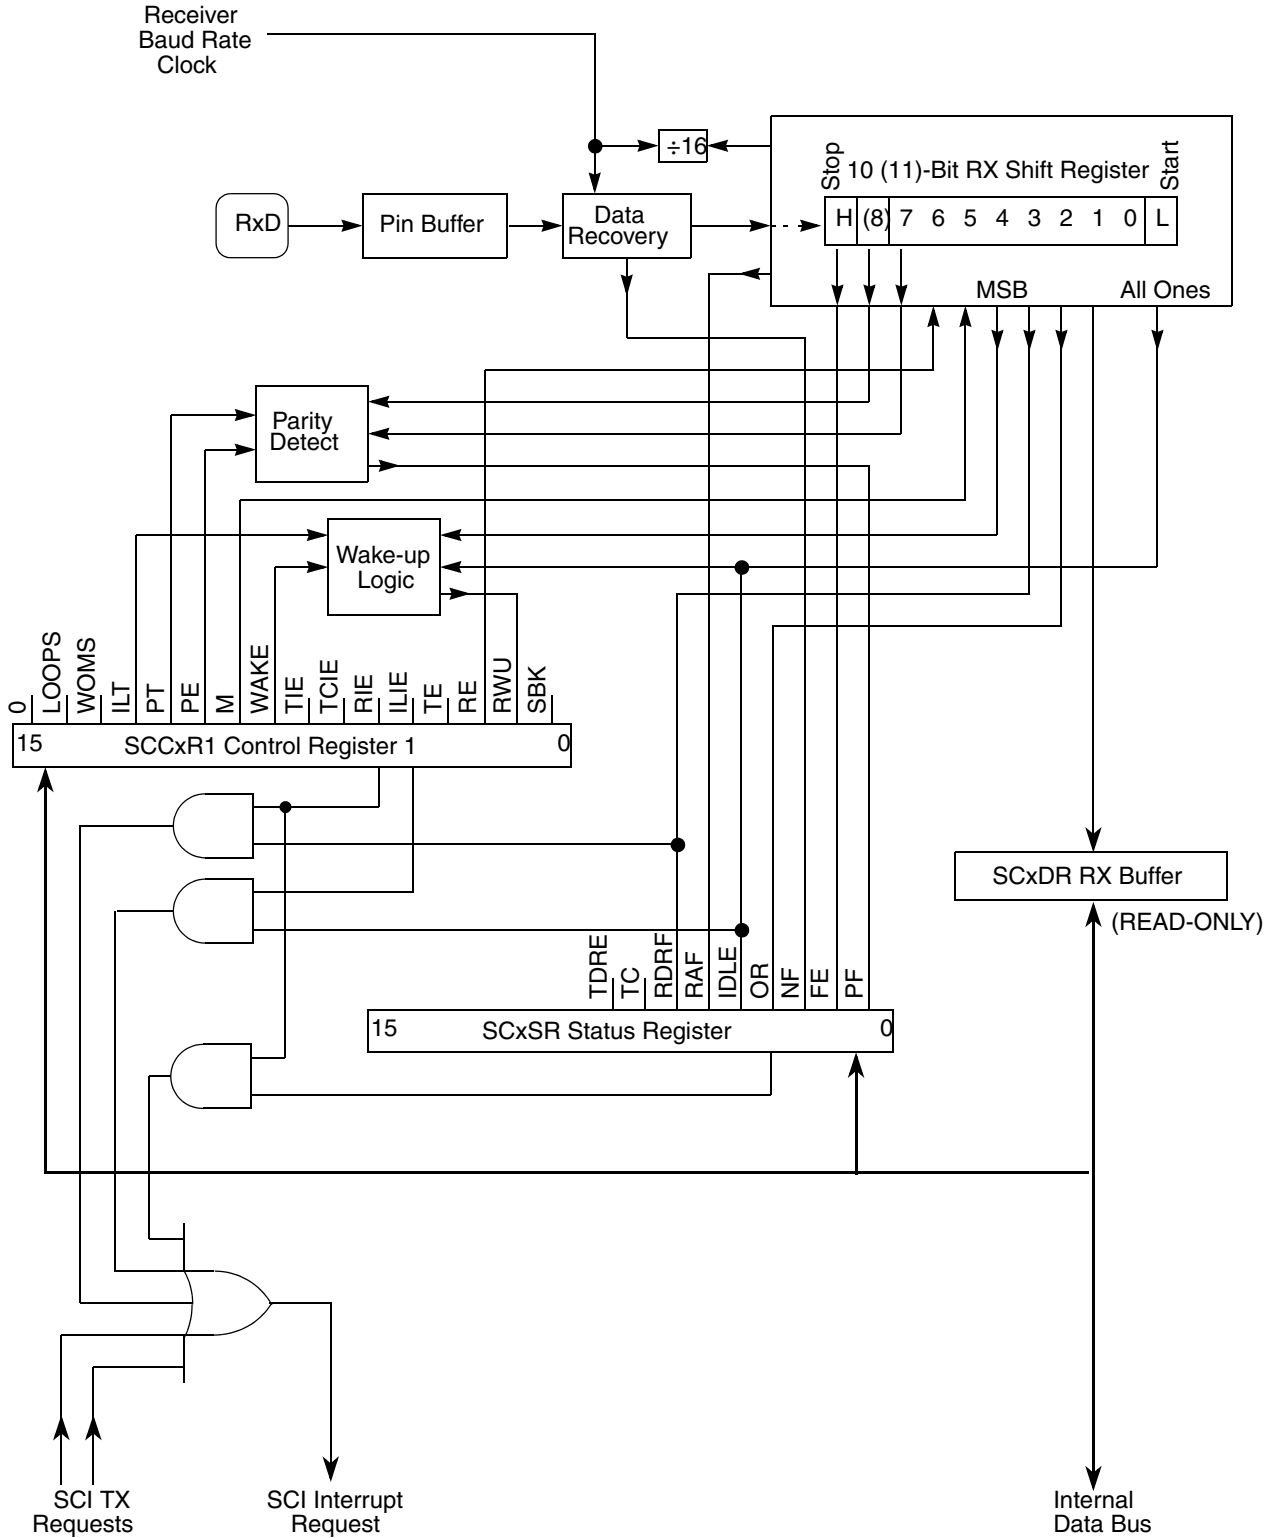 Receiver
Baud Rate
Clock
÷16
Stop
10 (11)-Bit RX Shift Register
Start
RxD
Pin Buffer
Data
Recovery
H (8) 7 6 5 4 3 2 1 0 L
MSB
All Ones
Parity
Detect
Wake-up
Logic
0
LOOPS
WOMS
ILT
PT
PE
M
WAKE
TIE
TCIE
RIE
ILIE
TE
RE
RWU
SBK
15 SCCxR1 Control Register 1 0
SCxDR RX Buffer
(READ-ONLY)
TDRE
TC
RDRF
RAF
IDLE
OR
NF
FE
PF
15 SCxSR Status Register 0
SCI TX
Requests
SCI Interrupt
Request
Internal
Data Bus